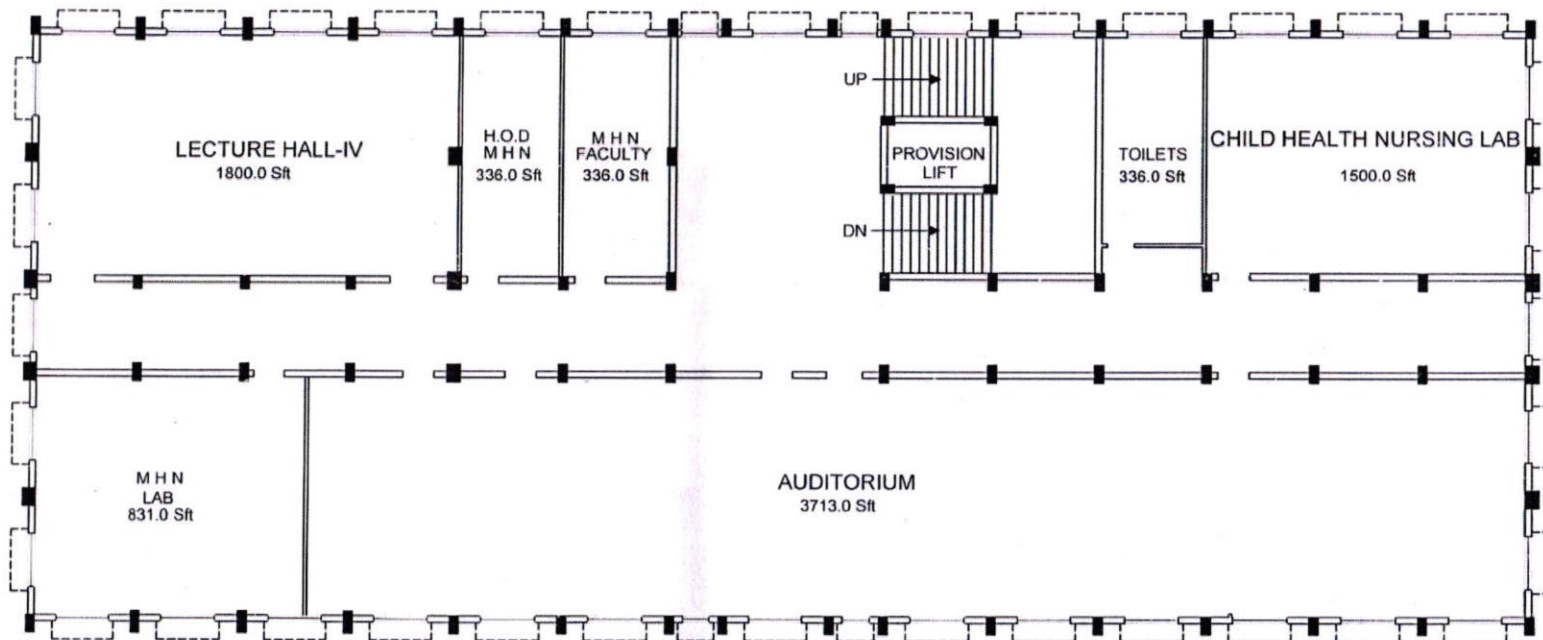 LECTURE HALL-IV
1800.0 Sft
H.O.D
M H N
336.0 Sft
M H N
FACULTY
336.0 Sft
UP
PROVISION
LIFT
DN
TOILETS
336.0 Sft
CHILD HEALTH NURSING LAB
1500.0 Sft
M H N
LAB
831.0 Sft
AUDITORIUM
3713.0 Sft